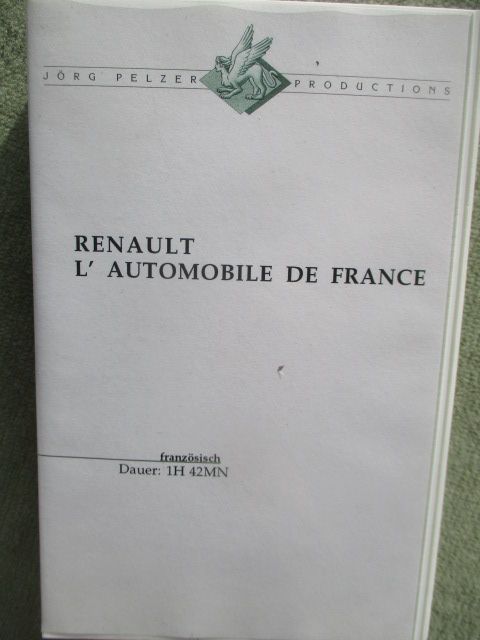 JÖRG PELZER PRODUCTIONS
RENAULT
L' AUTOMOBILE DE FRANCE
französisch
Dauer: 1H 42MN